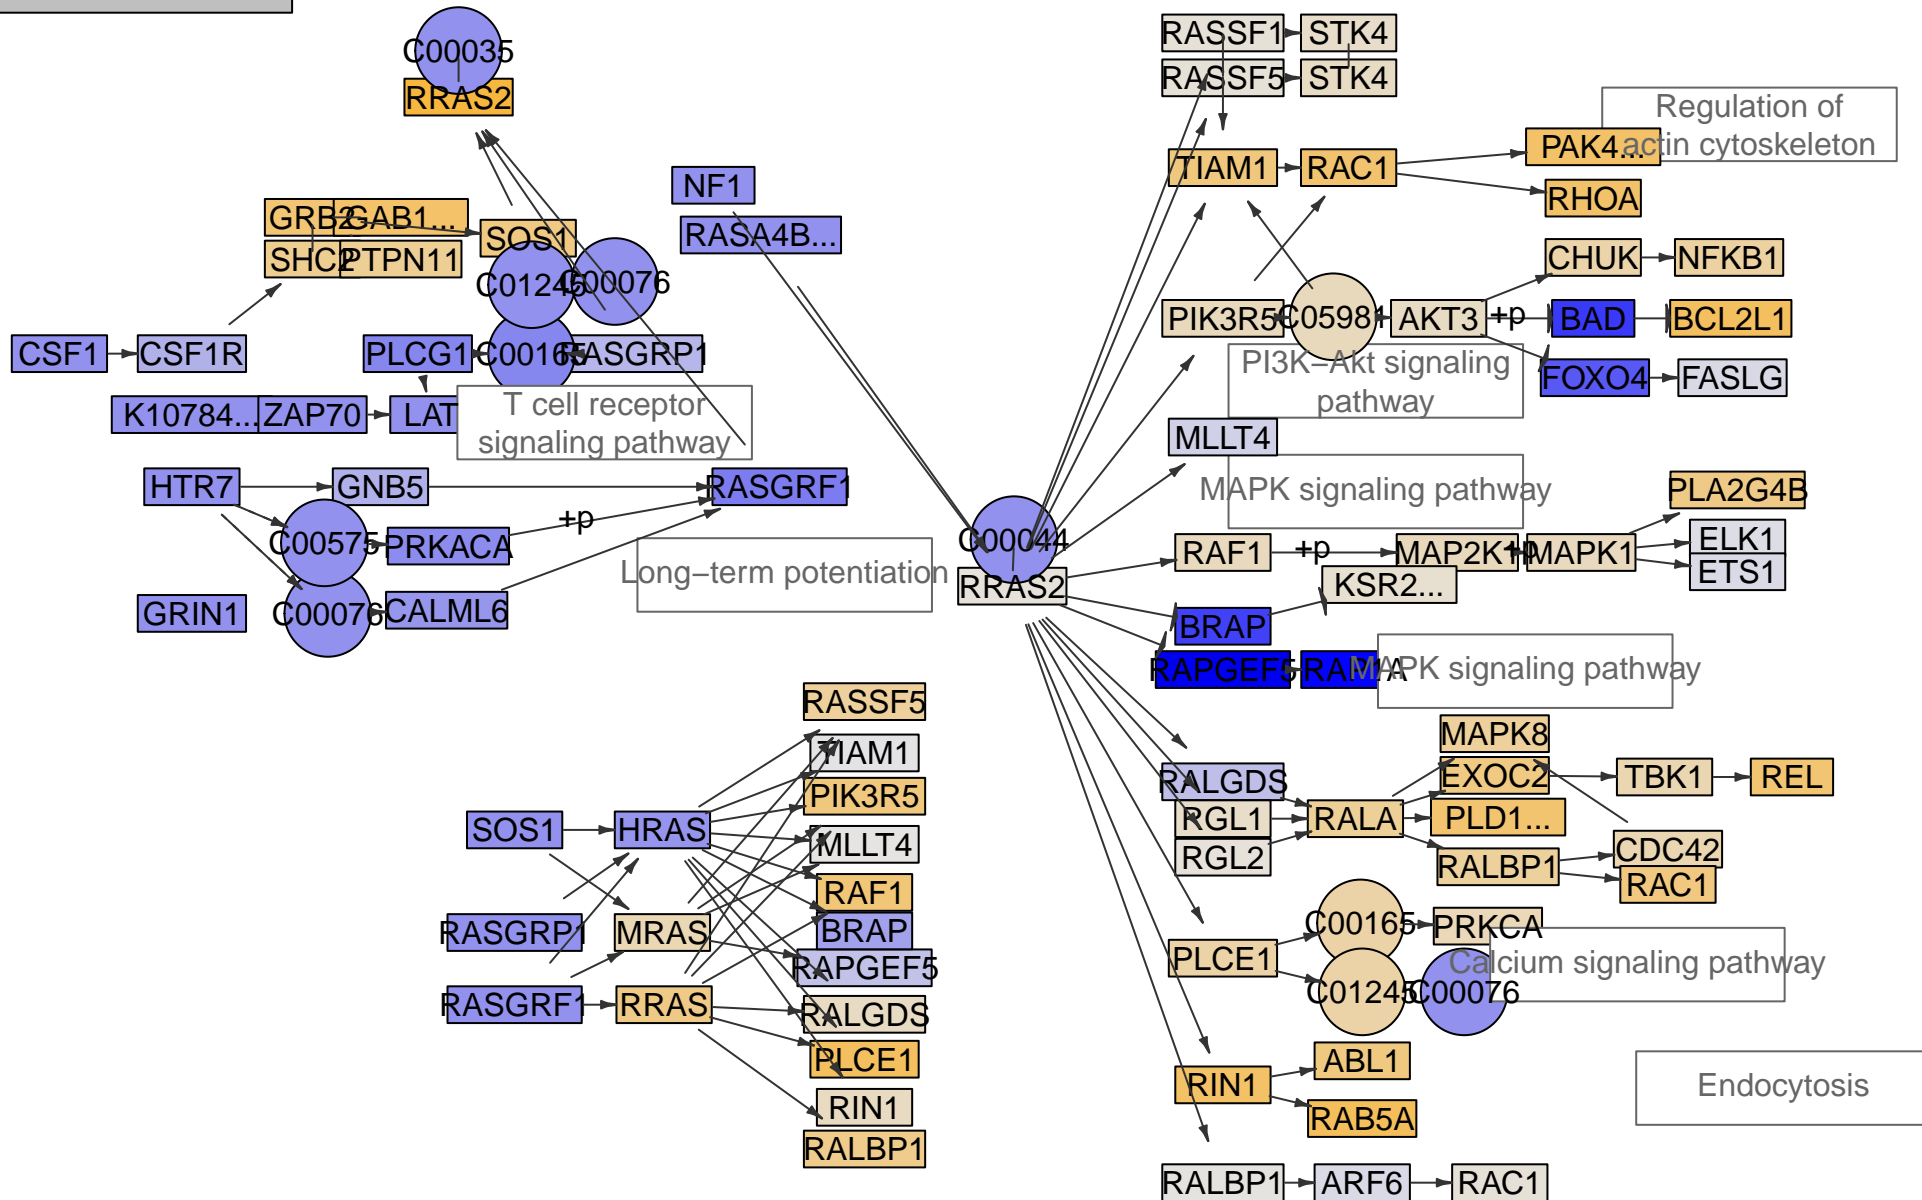 C00035
RRAS2
RASSF1
STK4
RASSF5
STK4
Regulation of
actin cytoskeleton
PAK4...
TIAM1
RAC1
RHOA
NF1
RASA4B...
GRB2
GAB1...
SOS1
SHC2
PTPN11
C01245
C00076
CHUK
NFKB1
PIK3R5
C05981
AKT3
+p
BAD
BCL2L1
CSF1
CSF1R
PLCG1
C00165
RASGRP1
PI3K–Akt signaling
pathway
FOXO4
FASLG
K10784...
ZAP70
LAT
T cell receptor
signaling pathway
MLLT4
HTR7
GNB5
RASGRF1
MAPK signaling pathway
PLA2G4B
+p
C00575
PRKACA
C00044
RAF1
+p
MAP2K1
+p
MAPK1
ELK1
ETS1
Long–term potentiation
RRAS2
KSR2...
GRIN1
C00076
CALML6
BRAP
RAPGEF5
RAP1A
MAPK signaling pathway
RASSF5
TIAM1
MAPK8
PIK3R5
RALGDS
EXOC2
TBK1
REL
SOS1
HRAS
RGL1
RALA
PLD1...
MLLT4
RGL2
RALBP1
CDC42
RAF1
RAC1
RASGRP1
MRAS
BRAP
C00165
PRKCA
RAPGEF5
PLCE1
Calcium signaling pathway
RASGRF1
RRAS
RALGDS
C01245
C00076
PLCE1
RIN1
ABL1
Endocytosis
RIN1
RAB5A
RALBP1
RALBP1
ARF6
RAC1